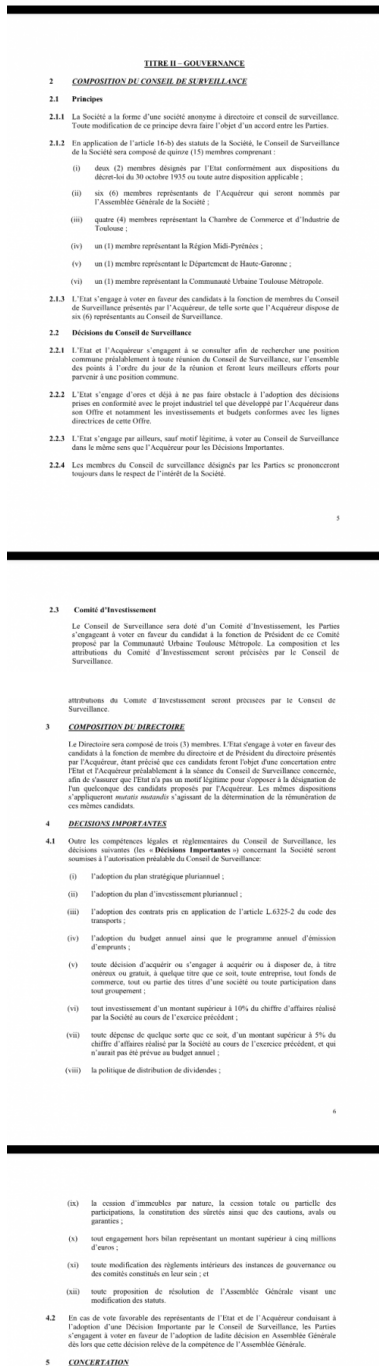 TITRE II – GOUVERNANCE
2 COMPOSITION DU CONSEIL DE SURVEILLANCE
2.1 Principes
2.1.1 La Société a la forme d'une société anonyme à directoire et conseil de surveillance.
Toute modification de ce principe devra faire l'objet d'un accord entre les Parties.
2.1.2 En application de l'article 16-b) des statuts de la Société, le Conseil de Surveillance
de la Société sera composé de quinze (15) membres comprenant :
(i) deux (2) membres désignés par l'Etat conformément aux dispositions du
décret-loi du 30 octobre 1935 ou toute autre disposition applicable ;
(ii) six (6) membres représentants de l'Acquéreur qui seront nommés par
l'Assemblée Générale de la Société ;
(iii) quatre (4) membres représentant la Chambre de Commerce et d'Industrie de
Toulouse ;
(iv) un (1) membre représentant la Région Midi-Pyrénées ;
(v) un (1) membre représentant le Département de Haute-Garonne ;
(vi) un (1) membre représentant la Communauté Urbaine Toulouse Métropole.
2.1.3 L'Etat s'engage à voter en faveur des candidats à la fonction de membres du Conseil
de Surveillance présentés par l'Acquéreur, de telle sorte que l'Acquéreur dispose de
six (6) représentants au Conseil de Surveillance.
2.2 Décisions du Conseil de Surveillance
2.2.1 L'Etat et l'Acquéreur s'engagent à se consulter afin de rechercher une position
commune préalablement à toute réunion du Conseil de Surveillance, sur l'ensemble
des points à l'ordre du jour de la réunion et feront leurs meilleurs efforts pour
parvenir à une position commune.
2.2.2 L'Etat s'engage d'ores et déjà à ne pas faire obstacle à l'adoption des décisions
prises en conformité avec le projet industriel tel que développé par l'Acquéreur dans
son Offre et notamment les investissements et budgets conformes avec les lignes
directrices de cette Offre.
2.2.3 L'Etat s'engage par ailleurs, sauf motif légitime, à voter au Conseil de Surveillance
dans le même sens que l'Acquéreur pour les Décisions Importantes.
2.2.4 Les membres du Conseil de surveillance désignés par les Parties se prononceront
toujours dans le respect de l'intérêt de la Société.
5
2.3 Comité d'Investissement
Le Conseil de Surveillance sera doté d'un Comité d'Investissement, les Parties
s'engageant à voter en faveur du candidat à la fonction de Président de ce Comité
proposé par la Communauté Urbaine Toulouse Métropole. La composition et les
attributions du Comité d'Investissement seront précisées par le Conseil de
Surveillance.
attributions du Comité d'Investissement seront précisées par le Conseil de
Surveillance.
3 COMPOSITION DU DIRECTOIRE
Le Directoire sera composé de trois (3) membres. L'Etat s'engage à voter en faveur des
candidats à la fonction de membre du directoire et de Président du directoire présentés
par l'Acquéreur, étant précisé que ces candidats feront l'objet d'une concertation entre
l'Etat et l'Acquéreur préalablement à la séance du Conseil de Surveillance concernée,
afin de s'assurer que l'Etat n'a pas un motif légitime pour s'opposer à la désignation de
l'un quelconque des candidats proposés par l'Acquéreur. Les mêmes dispositions
s'appliqueront mutatis mutandis s'agissant de la détermination de la rémunération de
ces mêmes candidats.
4 DECISIONS IMPORTANTES
4.1 Outre les compétences légales et réglementaires du Conseil de Surveillance, les
décisions suivantes (les « Décisions Importantes ») concernant la Société seront
soumises à l'autorisation préalable du Conseil de Surveillance:
(i) l'adoption du plan stratégique pluriannuel ;
(ii) l'adoption du plan d'investissement pluriannuel ;
(iii) l'adoption des contrats pris en application de l'article L.6325-2 du code des
transports ;
(iv) l'adoption du budget annuel ainsi que le programme annuel d'émission
d'emprunts ;
(v) toute décision d'acquérir ou s'engager à acquérir ou à disposer de, à titre
onéreux ou gratuit, à quelque titre que ce soit, toute entreprise, tout fonds de
commerce, tout ou partie des titres d'une société ou toute participation dans
tout groupement ;
(vi) tout investissement d'un montant supérieur à 10% du chiffre d'affaires réalisé
par la Société au cours de l'exercice précédent ;
(vii) toute dépense de quelque sorte que ce soit, d'un montant supérieur à 5% du
chiffre d'affaires réalisé par la Société au cours de l'exercice précédent, et qui
n'aurait pas été prévue au budget annuel ;
(viii) la politique de distribution de dividendes ;
6
(ix) la cession d'immeubles par nature, la cession totale ou partielle des
participations, la constitution des sûretés ainsi que des cautions, avals ou
garanties ;
(x) tout engagement hors bilan représentant un montant supérieur à cinq millions
d'euros ;
(xi) toute modification des règlements intérieurs des instances de gouvernance ou
des comités constitués en leur sein ; et
(xii) toute proposition de résolution de l'Assemblée Générale visant une
modification des statuts.
4.2 En cas de vote favorable des représentants de l'Etat et de l'Acquéreur conduisant à
l'adoption d'une Décision Importante par le Conseil de Surveillance, les Parties
s'engagent à voter en faveur de l'adoption de ladite décision en Assemblée Générale
dès lors que cette décision relève de la compétence de l'Assemblée Générale.
5 CONCERTATION